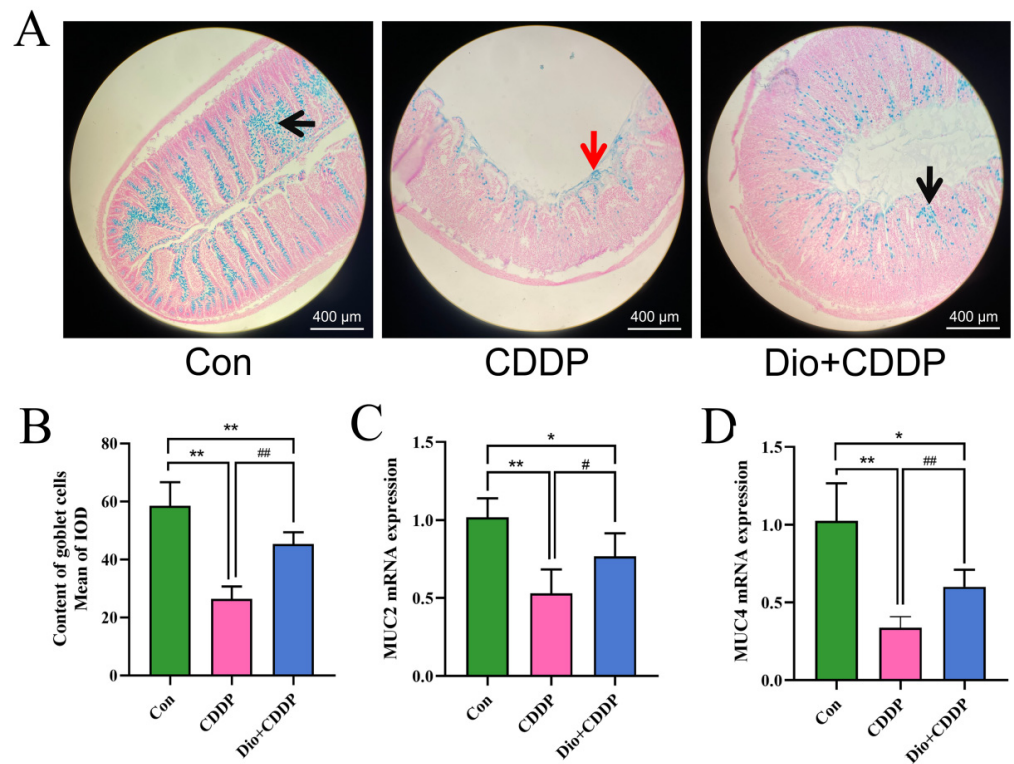 A
400 μm
400 μm
400 μm
Con
CDDP
Dio+CDDP
B
Content of goblet cells
Mean of IOD
80
60
40
20
0
**
**
##
Con
CDDP
Dio+CDDP
C
MUC2 mRNA expression
1.5
1.0
0.5
0.0
*
**
#
Con
CDDP
Dio+CDDP
D
MUC4 mRNA expression
1.5
1.0
0.5
0.0
*
**
##
Con
CDDP
Dio+CDDP